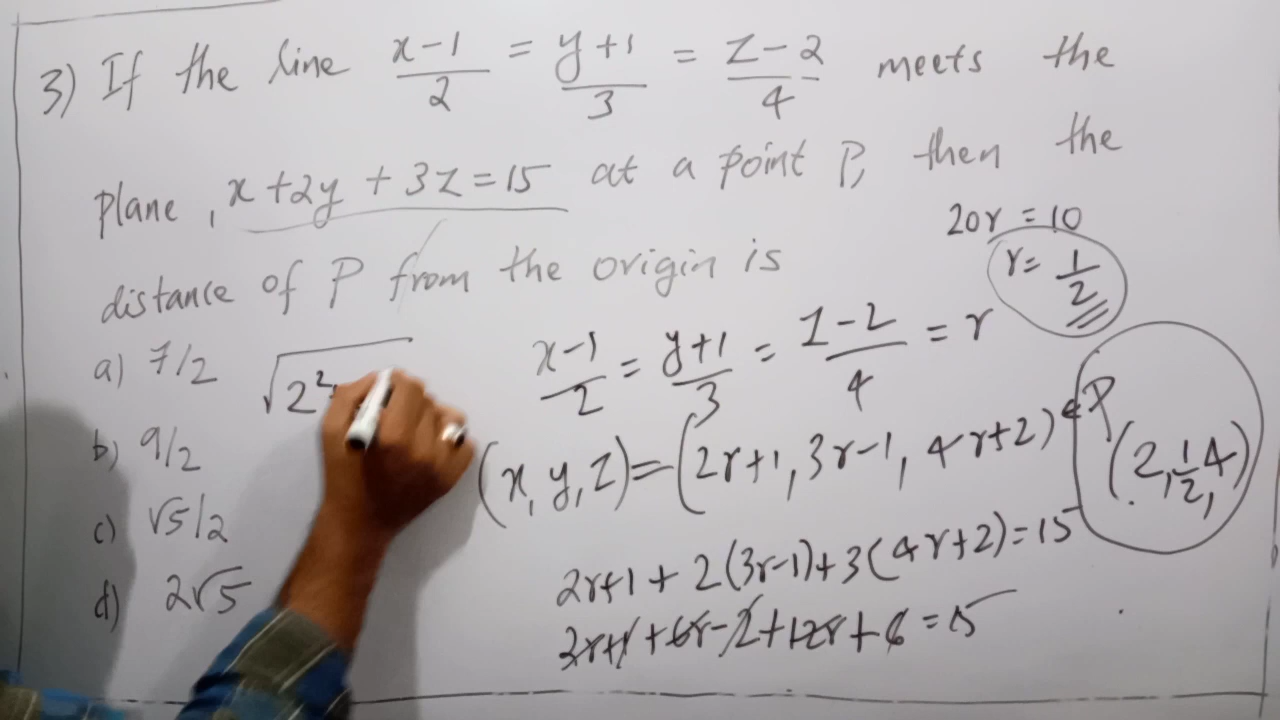 3) If the line x-1/2 = y+1/3 = z-2/4 meets the
plane, x+2y+3z=15 at a point P, then the
distance of P from the origin is
a) 7/2
b) 9/2
c) √5/2
d) 2√5
√2²
20r = 10
r = 1/2
x-1/2 = y+1/3 = z-2/4 = r
(x, y, z) = (2r+1, 3r-1, 4r+2) ← P
(2, 1/2, 4)
2r+1 + 2(3r-1)+3(4r+2)=15
2r+1+6r-2+12r+6=15